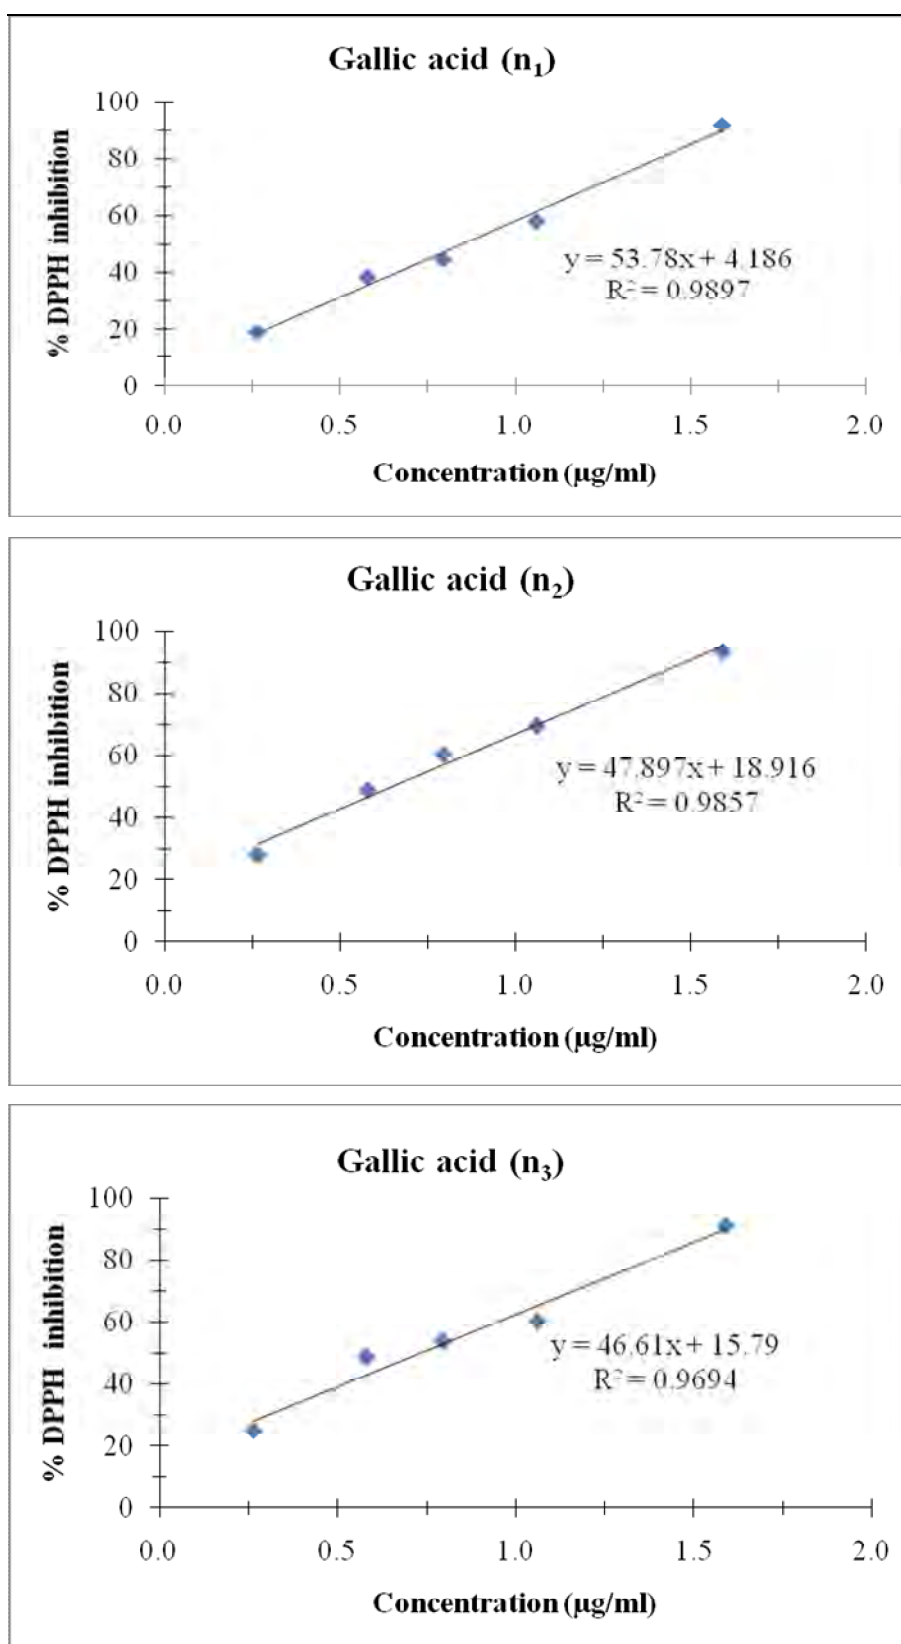 Gallic acid (n₁)
100
80
60
40
20
0
% DPPH inhibition
y = 53.78x + 4.186
R² = 0.9897
0.0 0.5 1.0 1.5 2.0
Concentration (µg/ml)
Gallic acid (n₂)
100
80
60
40
20
0
% DPPH inhibition
y = 47.897x + 18.916
R² = 0.9857
0.0 0.5 1.0 1.5 2.0
Concentration (µg/ml)
Gallic acid (n₃)
100
80
60
40
20
0
% DPPH inhibition
y = 46.61x + 15.79
R² = 0.9694
0.0 0.5 1.0 1.5 2.0
Concentration (µg/ml)